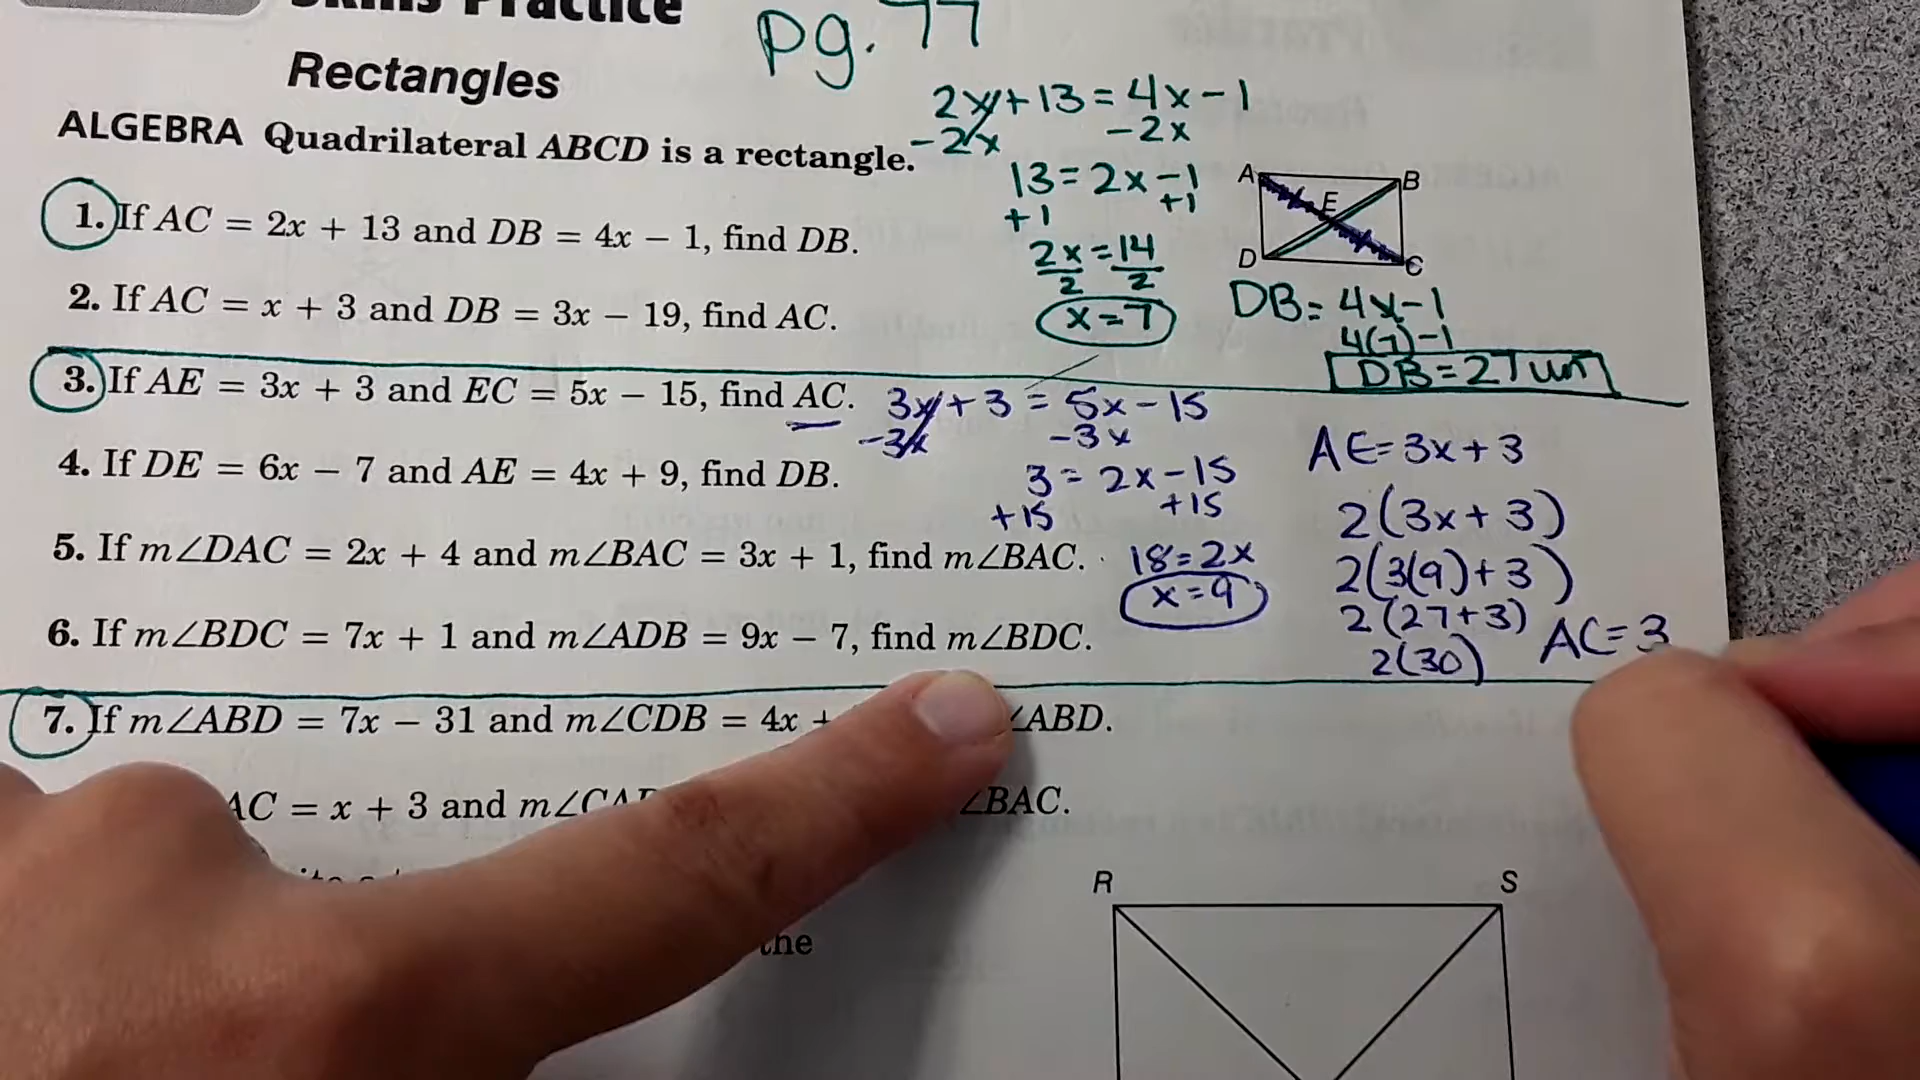 Skills Practice
pg. 77
Rectangles
ALGEBRA Quadrilateral ABCD is a rectangle.
1. If AC = 2x + 13 and DB = 4x − 1, find DB.
2. If AC = x + 3 and DB = 3x − 19, find AC.
3. If AE = 3x + 3 and EC = 5x − 15, find AC.
4. If DE = 6x − 7 and AE = 4x + 9, find DB.
5. If m∠DAC = 2x + 4 and m∠BAC = 3x + 1, find m∠BAC.
6. If m∠BDC = 7x + 1 and m∠ADB = 9x − 7, find m∠BDC.
7. If m∠ABD = 7x − 31 and m∠CDB = 4x + ∠ABD.
AC = x + 3 and m∠CAD ∠BAC.
the
2x+13=4x-1
-2x -2x
13=2x-1
+1 +1
2x=14
2 2
x=7
A B
E
D C
DB=4x-1
4(7)-1
DB=27 un
3x+3=5x-15
-3x -3x
3=2x-15
+15 +15
18=2x
x=9
AE=3x+3
2(3x+3)
2(3(9)+3)
2(27+3)
2(30)
AC=3
R S